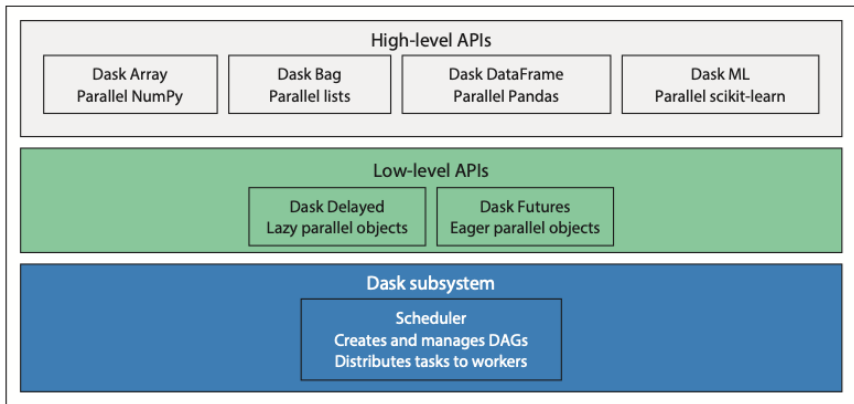 High-level APIs
Dask Array
Parallel NumPy
Dask Bag
Parallel lists
Dask DataFrame
Parallel Pandas
Dask ML
Parallel scikit-learn
Low-level APIs
Dask Delayed
Lazy parallel objects
Dask Futures
Eager parallel objects
Dask subsystem
Scheduler
Creates and manages DAGs
Distributes tasks to workers